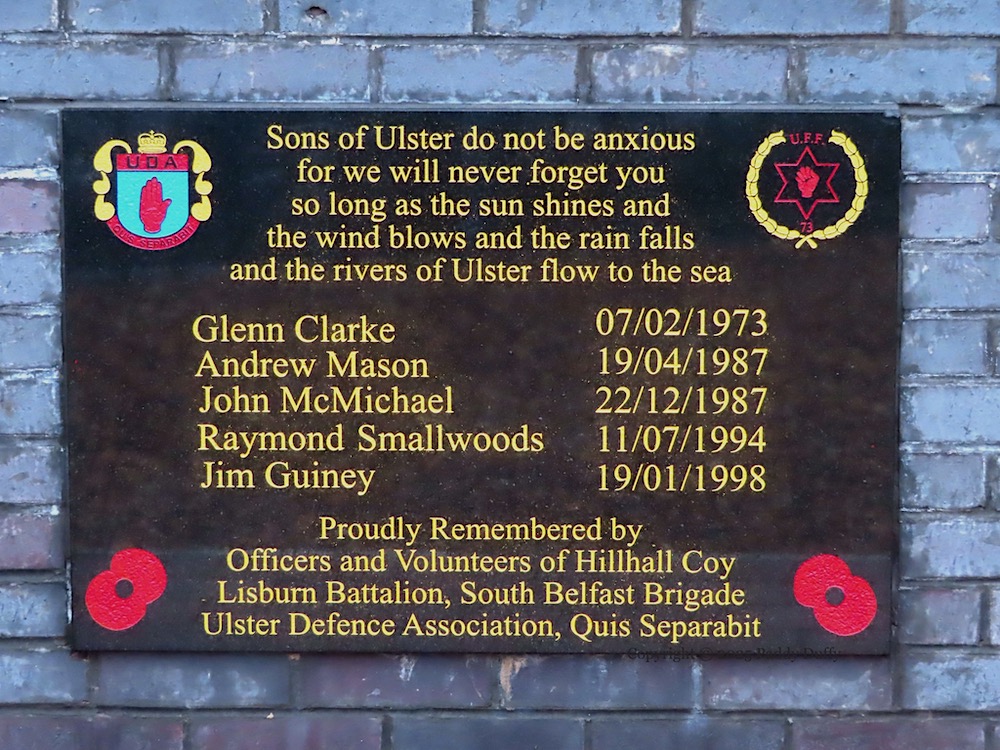 UDA
QUIS SEPARABIT
U.F.F.
73
Sons of Ulster do not be anxious
for we will never forget you
so long as the sun shines and
the wind blows and the rain falls
and the rivers of Ulster flow to the sea
Glenn Clarke 07/02/1973
Andrew Mason 19/04/1987
John McMichael 22/12/1987
Raymond Smallwoods 11/07/1994
Jim Guiney 19/01/1998
Proudly Remembered by
Officers and Volunteers of Hillhall Coy
Lisburn Battalion, South Belfast Brigade
Ulster Defence Association, Quis Separabit
Copyright ©